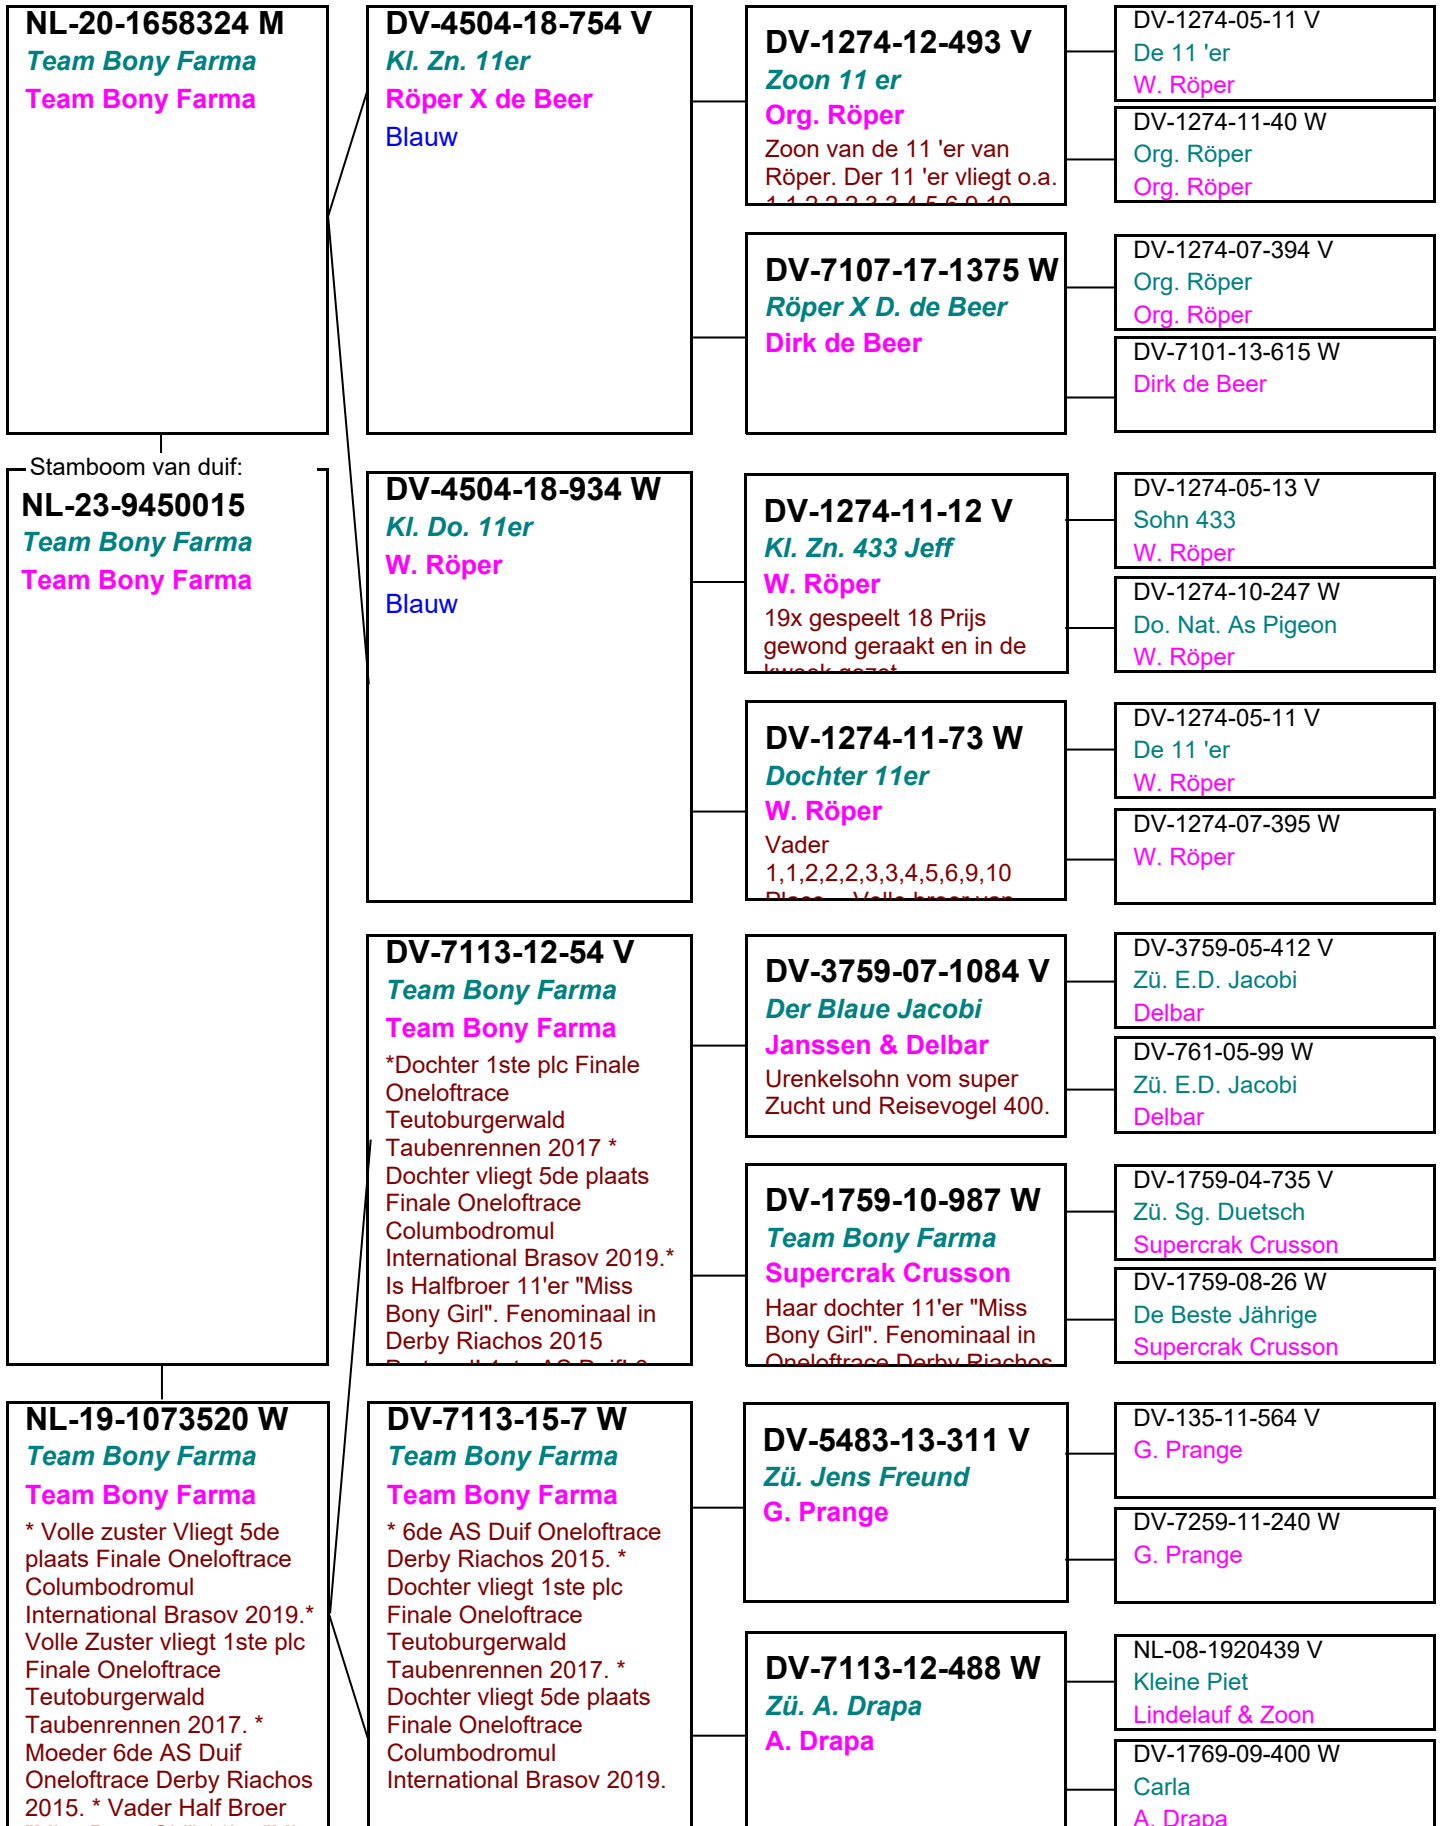 NL-20-1658324 M
Team Bony Farma
Team Bony Farma
Stamboom van duif:
NL-23-9450015
Team Bony Farma
Team Bony Farma
NL-19-1073520 W
Team Bony Farma
Team Bony Farma
* Volle zuster Vliegt 5de
plaats Finale Oneloftrace
Columbodromul
International Brasov 2019.*
Volle Zuster vliegt 1ste plc
Finale Oneloftrace
Teutoburgerwald
Taubenrennen 2017. *
Moeder 6de AS Duif
Oneloftrace Derby Riachos
2015. * Vader Half Broer
DV-4504-18-754 V
Kl. Zn. 11er
Röper X de Beer
Blauw
DV-4504-18-934 W
Kl. Do. 11er
W. Röper
Blauw
DV-7113-12-54 V
Team Bony Farma
Team Bony Farma
*Dochter 1ste plc Finale
Oneloftrace
Teutoburgerwald
Taubenrennen 2017 *
Dochter vliegt 5de plaats
Finale Oneloftrace
Columbodromul
International Brasov 2019.*
Is Halfbroer 11'er "Miss
Bony Girl". Fenominaal in
Derby Riachos 2015
DV-7113-15-7 W
Team Bony Farma
Team Bony Farma
* 6de AS Duif Oneloftrace
Derby Riachos 2015. *
Dochter vliegt 1ste plc
Finale Oneloftrace
Teutoburgerwald
Taubenrennen 2017. *
Dochter vliegt 5de plaats
Finale Oneloftrace
Columbodromul
International Brasov 2019.
DV-1274-12-493 V
Zoon 11 er
Org. Röper
Zoon van de 11 'er van
Röper. Der 11 'er vliegt o.a.
1,1,2,2,2,3,3,4,5,6,9,10
DV-7107-17-1375 W
Röper X D. de Beer
Dirk de Beer
DV-1274-11-12 V
Kl. Zn. 433 Jeff
W. Röper
19x gespeelt 18 Prijs
gewond geraakt en in de
kweek gezet
DV-1274-11-73 W
Dochter 11er
W. Röper
Vader
1,1,2,2,2,3,3,4,5,6,9,10
DV-3759-07-1084 V
Der Blaue Jacobi
Janssen & Delbar
Urenkelsohn vom super
Zucht und Reisevogel 400.
DV-1759-10-987 W
Team Bony Farma
Supercrak Crusson
Haar dochter 11'er "Miss
Bony Girl". Fenominaal in
Oneloftrace Derby Riachos
DV-5483-13-311 V
Zü. Jens Freund
G. Prange
DV-7113-12-488 W
Zü. A. Drapa
A. Drapa
DV-1274-05-11 V
De 11 'er
W. Röper
DV-1274-11-40 W
Org. Röper
Org. Röper
DV-1274-07-394 V
Org. Röper
Org. Röper
DV-7101-13-615 W
Dirk de Beer
DV-1274-05-13 V
Sohn 433
W. Röper
DV-1274-10-247 W
Do. Nat. As Pigeon
W. Röper
DV-1274-05-11 V
De 11 'er
W. Röper
DV-1274-07-395 W
W. Röper
DV-3759-05-412 V
Zü. E.D. Jacobi
Delbar
DV-761-05-99 W
Zü. E.D. Jacobi
Delbar
DV-1759-04-735 V
Zü. Sg. Duetsch
Supercrak Crusson
DV-1759-08-26 W
De Beste Jährige
Supercrak Crusson
DV-135-11-564 V
G. Prange
DV-7259-11-240 W
G. Prange
NL-08-1920439 V
Kleine Piet
Lindelauf & Zoon
DV-1769-09-400 W
Carla
A. Drapa